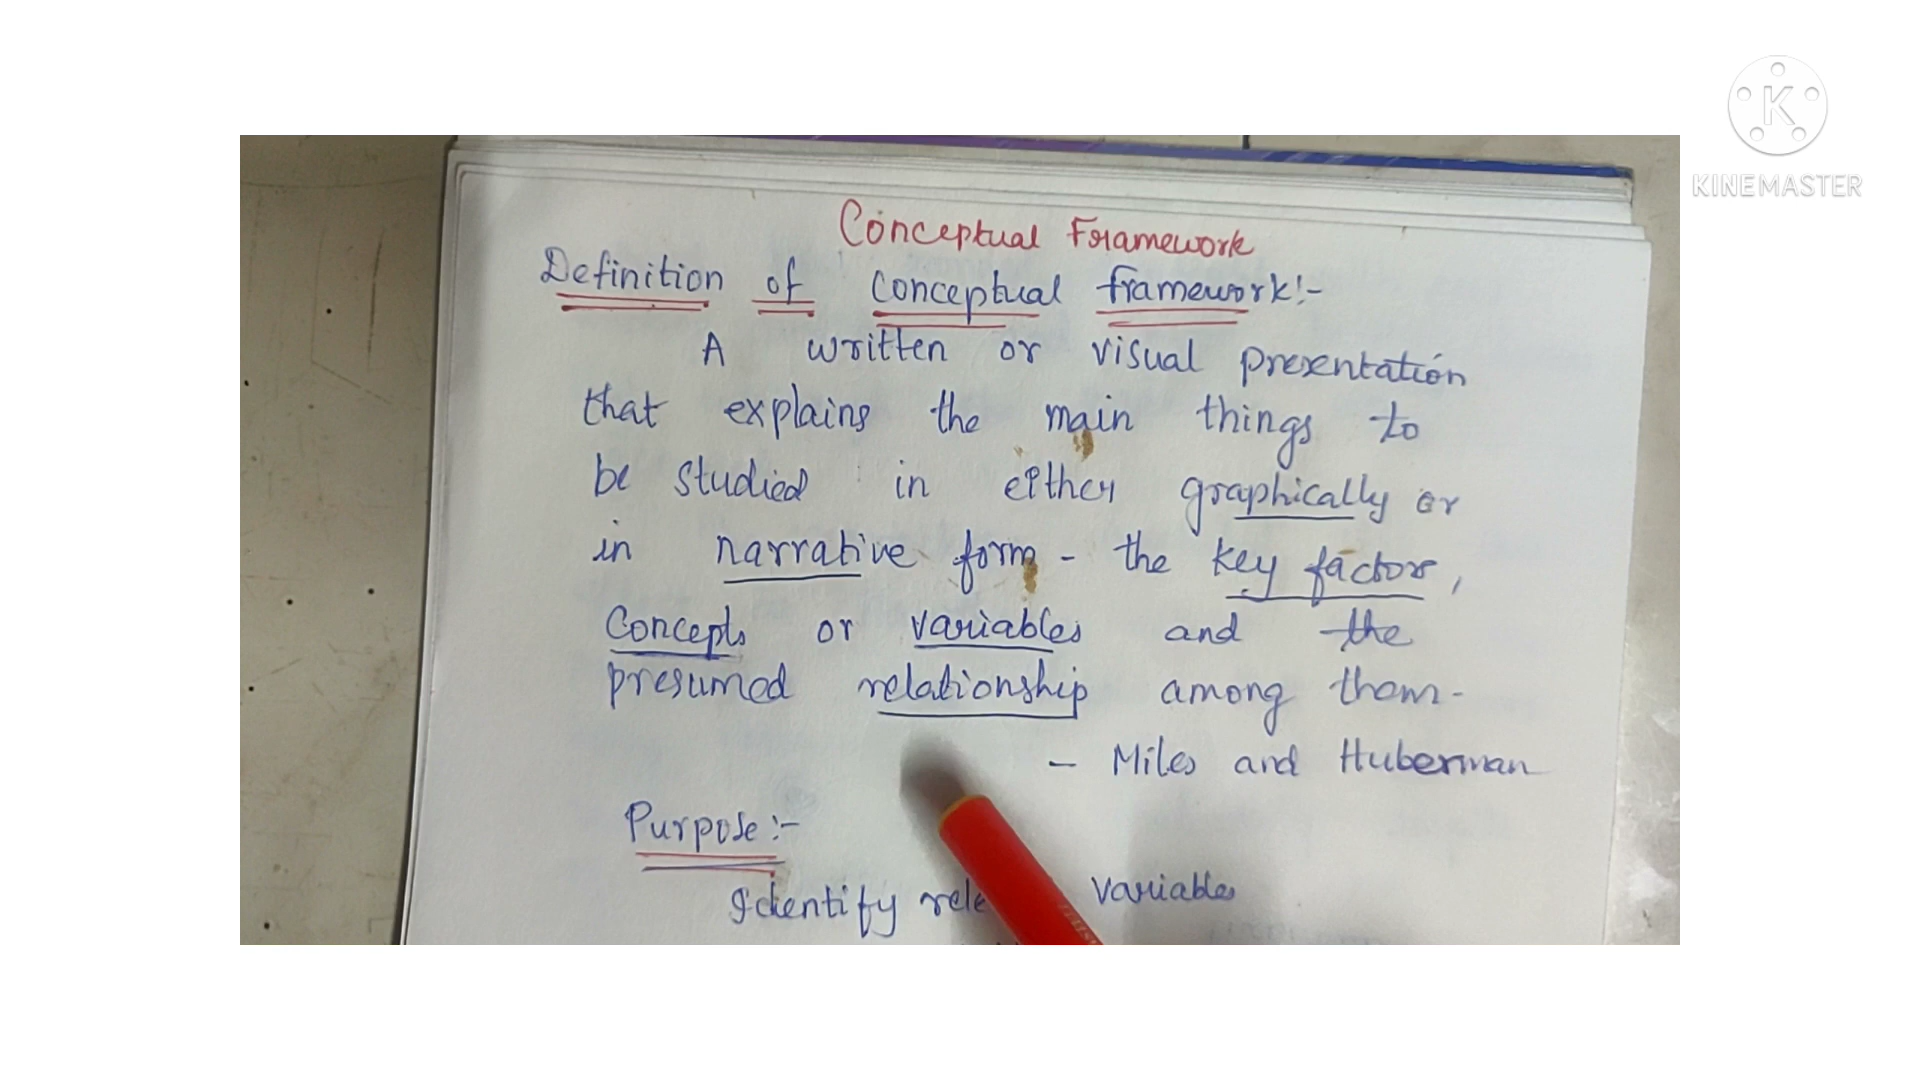 Conceptual Framework
Definition of conceptual framework:-
A written or visual presentation
that explains the main things to
be studied in either graphically or
in narrative form - the key factors,
Concepts or variables and the
presumed relationship among them-
- Miles and Huberman
Purpose:-
Identify variables
K
KINEMASTER